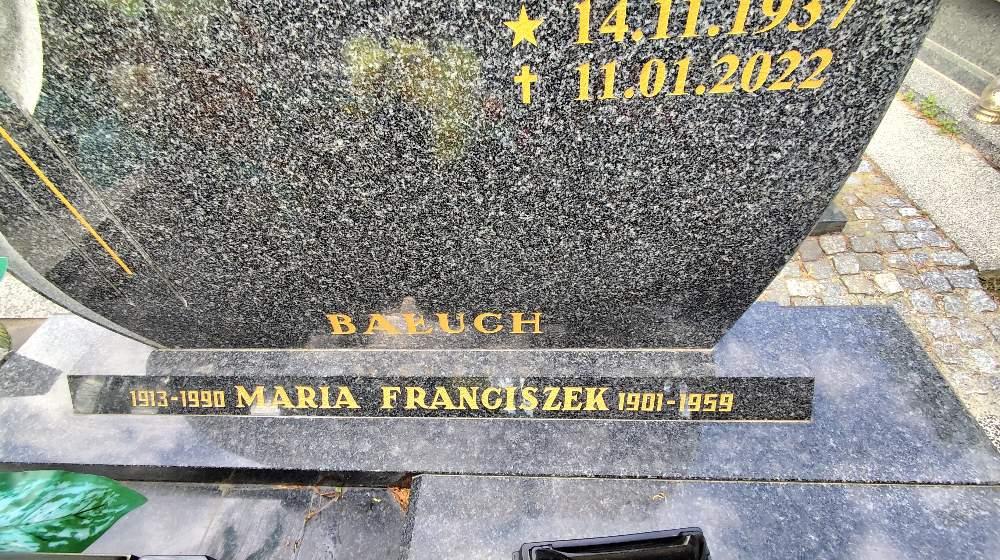 14.11.1937
11.01.2022
BAŁUCH
1913-1990 MARIA FRANCISZEK 1901-1959